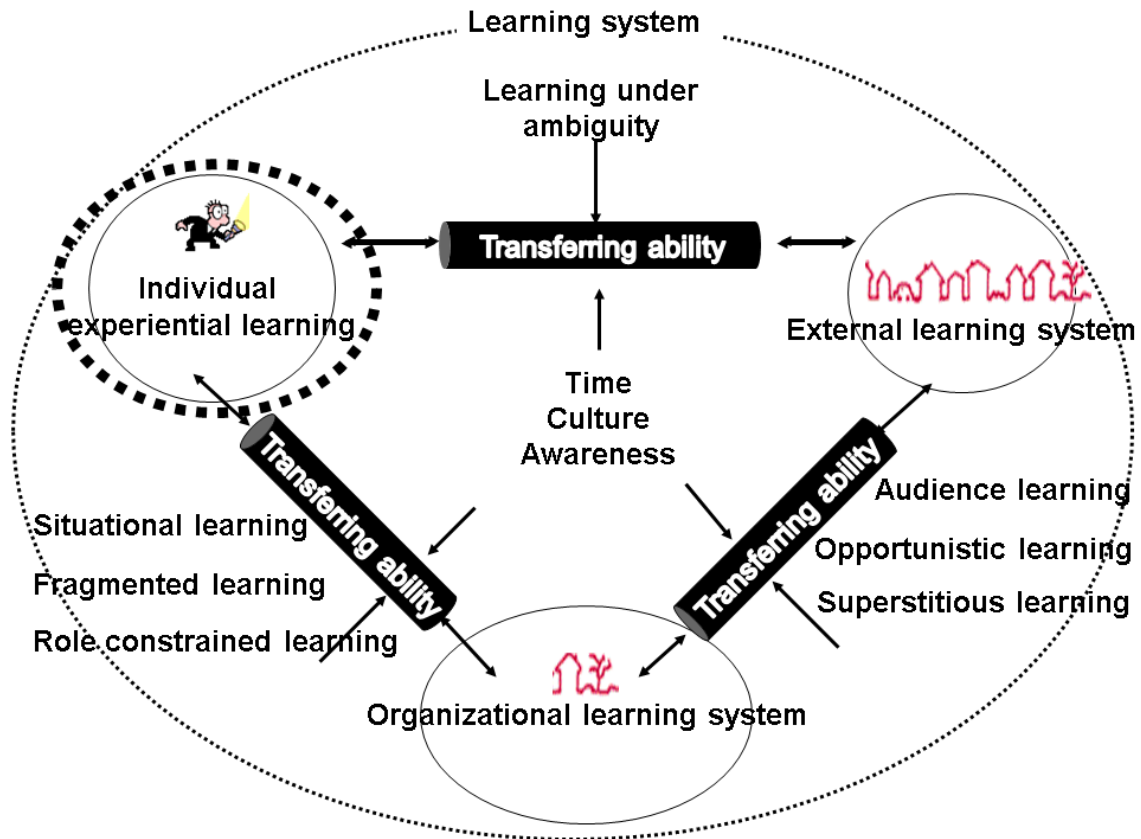 Learning system
Learning under
ambiguity
Transferring ability
Individual
experiential learning
External learning system
Time
Culture
Awareness
Transferring ability
Situational learning
Fragmented learning
Role constrained learning
Transferring ability
Audience learning
Opportunistic learning
Superstitious learning
Organizational learning system